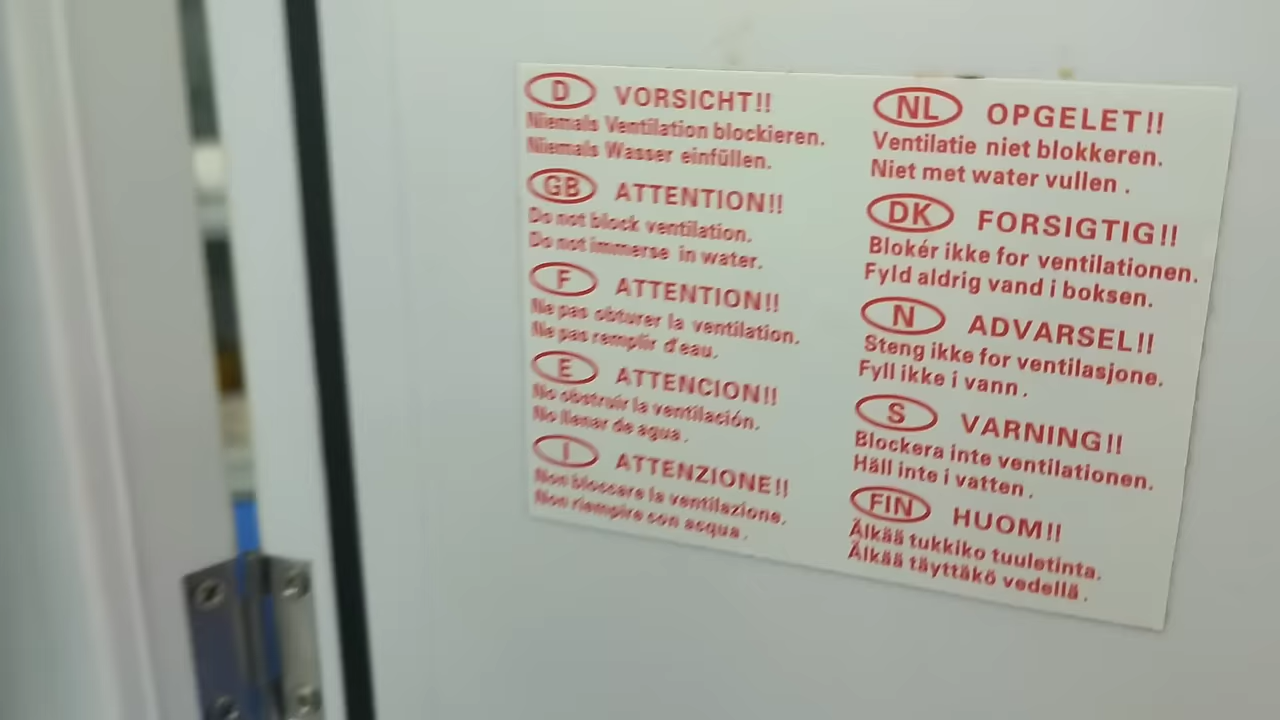 D VORSICHT!!
Niemals Ventilation blockieren.
Niemals Wasser einfüllen.
GB ATTENTION!!
Do not block ventilation.
Do not immerse in water.
F ATTENTION!!
Ne pas obturer la ventilation.
Ne pas remplir d'eau.
E ATTENCION!!
No obstruir la ventilación.
No llenar de agua.
I ATTENZIONE!!
Non bloccare la ventilazione.
Non riempire con acqua.
NL OPGELET!!
Ventilatie niet blokkeren.
Niet met water vullen.
DK FORSIGTIG!!
Blokér ikke for ventilationen.
Fyld aldrig vand i boksen.
N ADVARSEL!!
Steng ikke for ventilasjone.
Fyll ikke i vann.
S VARNING!!
Blockera inte ventilationen.
Häll inte i vatten.
FIN HUOM!!
Älkää tukkiko tuuletinta.
Älkää täyttäkö vedellä.